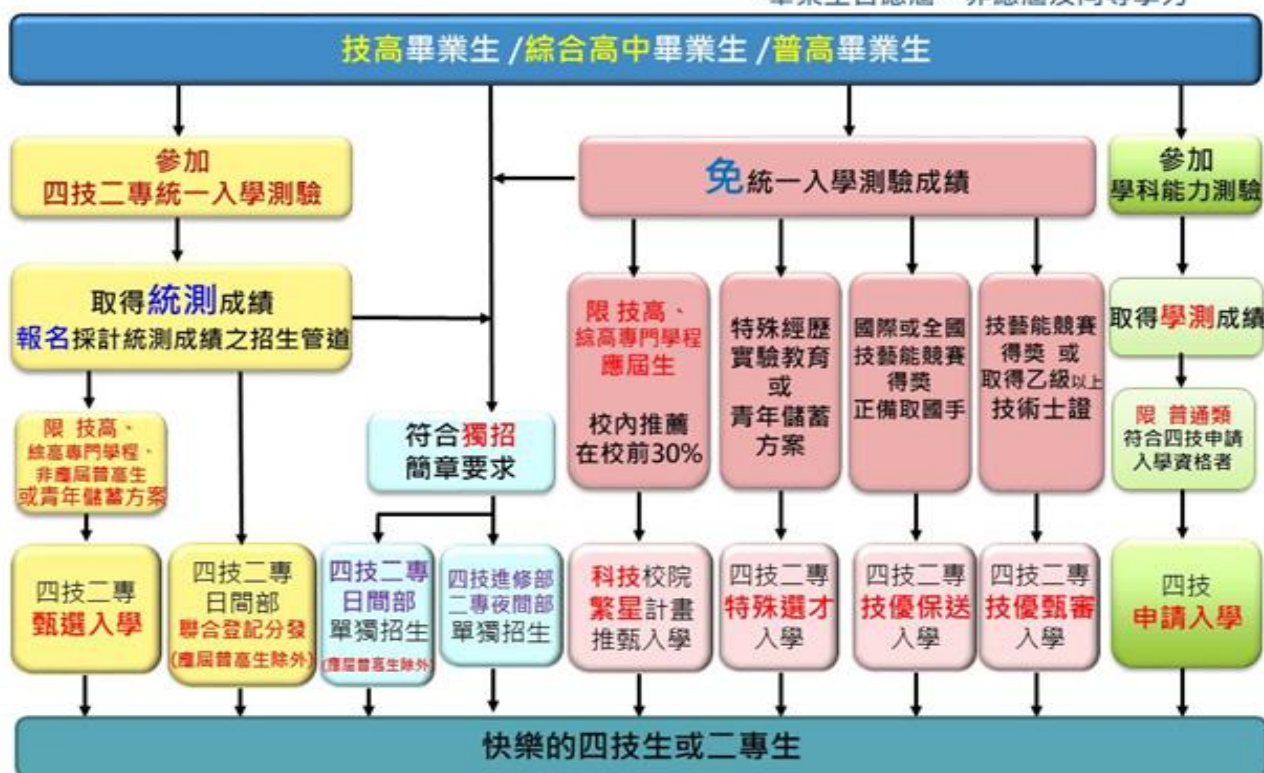 畢業生含應屆、非應屆及同等學力
技高畢業生 /綜合高中畢業生 /普高畢業生
參加
四技二專統一入學測驗
免統一入學測驗成績
參加
學科能力測驗
取得統測成績
報名採計統測成績之招生管道
限 技高、
綜高專門學程
應屆生
校內推薦
在校前30%
特殊經歷
實驗教育
或
青年儲蓄
方案
國際或全國
技藝能競賽
得獎
正備取國手
技藝能競賽
得獎 或
取得乙級以上
技術士證
取得學測成績
限 技高、
綜高專門學程、
非應屆普高生
或青年儲蓄方案
符合獨招
簡章要求
限 普通類
符合四技申請
入學資格者
四技二專
甄選入學
四技二專
日間部
聯合登記分發
(應屆普高生除外)
四技二專
日間部
單獨招生
(應屆普高生除外)
四技進修部
二專夜間部
單獨招生
科技校院
繁星計畫
推甄入學
四技二專
特殊選才
入學
四技二專
技優保送
入學
四技二專
技優甄審
入學
四技
申請入學
快樂的四技生或二專生